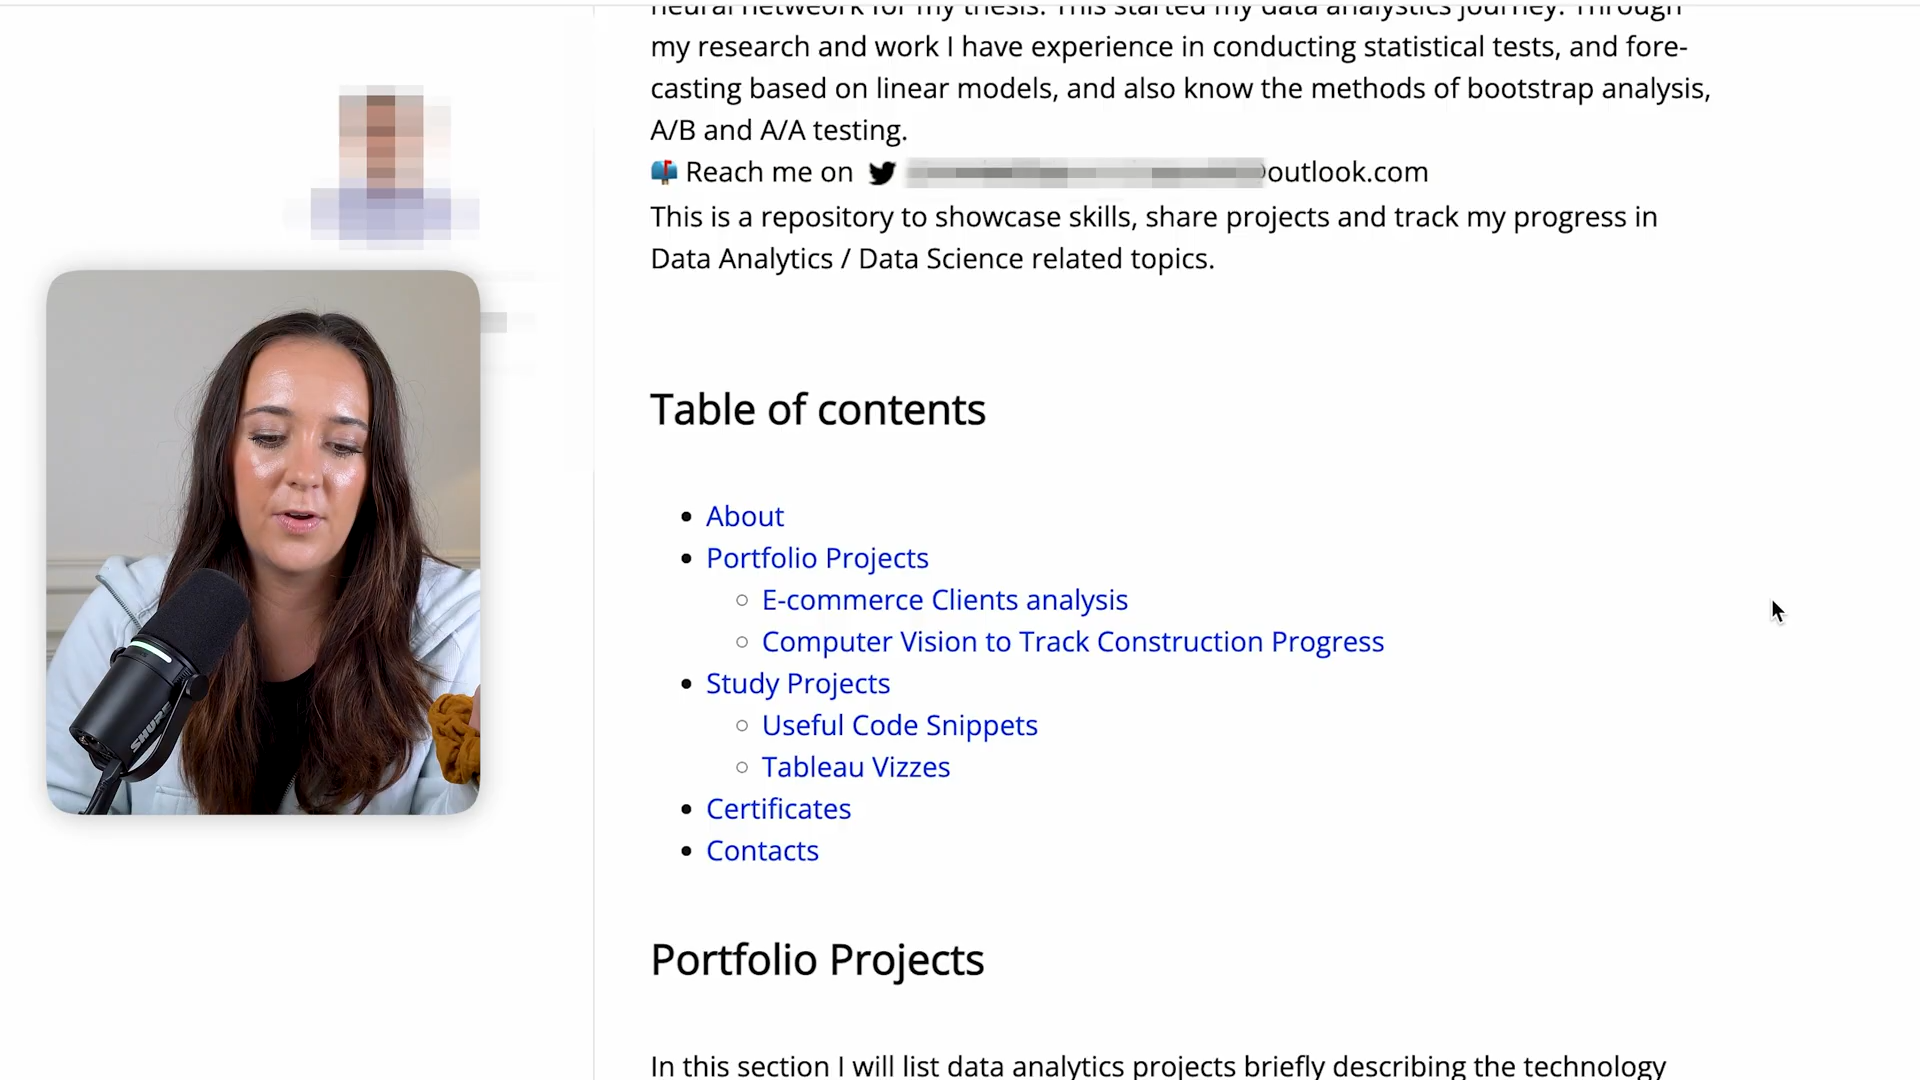 neural network for my thesis. This started my data analystics journey. Through
my research and work I have experience in conducting statistical tests, and fore-
casting based on linear models, and also know the methods of bootstrap analysis,
A/B and A/A testing.
Reach me on outlook.com
This is a repository to showcase skills, share projects and track my progress in
Data Analytics / Data Science related topics.
Table of contents
About
Portfolio Projects
E-commerce Clients analysis
Computer Vision to Track Construction Progress
Study Projects
Useful Code Snippets
Tableau Vizzes
Certificates
Contacts
Portfolio Projects
In this section I will list data analytics projects briefly describing the technology
SHURE